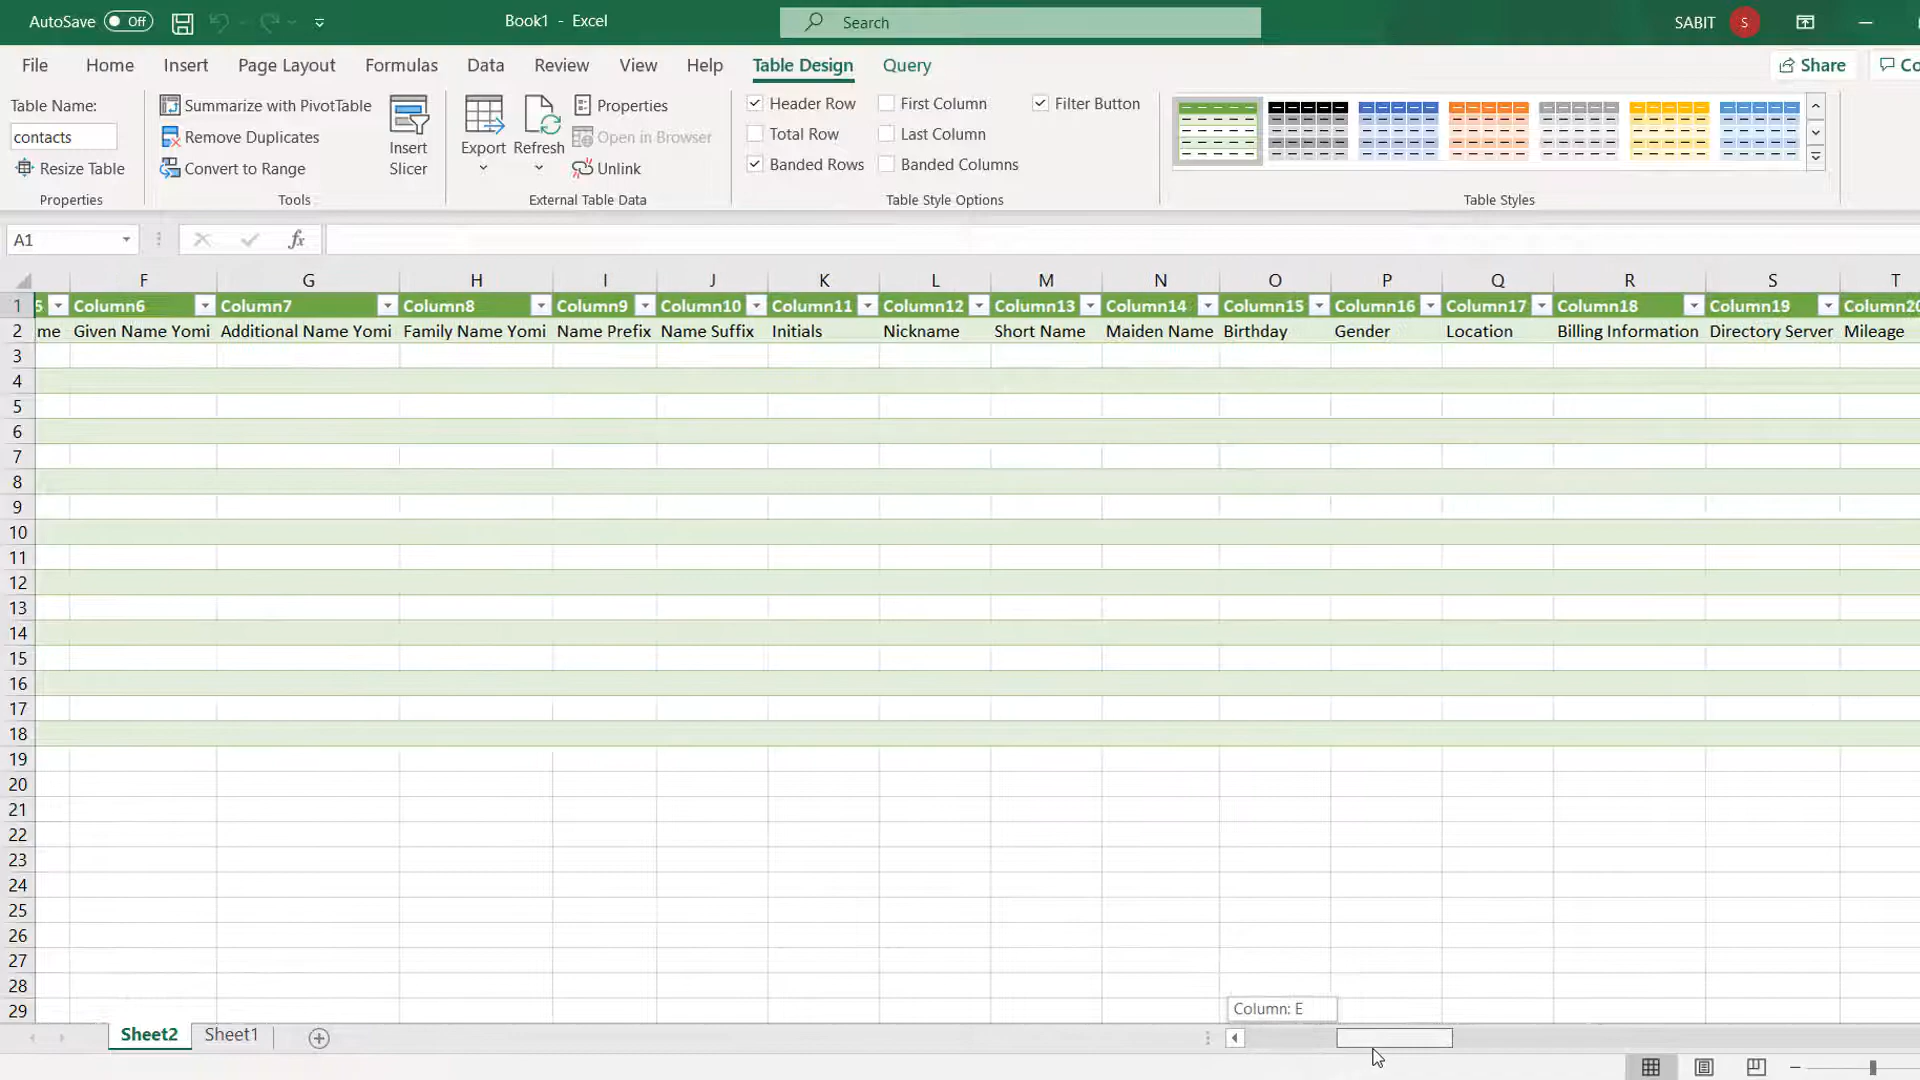 AutoSave Off Book1 - Excel Search SABIT S
File Home Insert Page Layout Formulas Data Review View Help Table Design Query Share Co
Table Name: Summarize with PivotTable Properties Header Row First Column Filter Button
contacts Remove Duplicates Insert Slicer Export Refresh Open in Browser Total Row Last Column
Resize Table Convert to Range Unlink Banded Rows Banded Columns
Properties Tools External Table Data Table Style Options Table Styles
A1 fx
F G H I J K L M N O P Q R S T
1 5 Column6 Column7 Column8 Column9 Column10 Column11 Column12 Column13 Column14 Column15 Column16 Column17 Column18 Column19 Column20
2 me Given Name Yomi Additional Name Yomi Family Name Yomi Name Prefix Name Suffix Initials Nickname Short Name Maiden Name Birthday Gender Location Billing Information Directory Server Mileage
3
4
5
6
7
8
9
10
11
12
13
14
15
16
17
18
19
20
21
22
23
24
25
26
27
28
29
Column: E
Sheet2 Sheet1